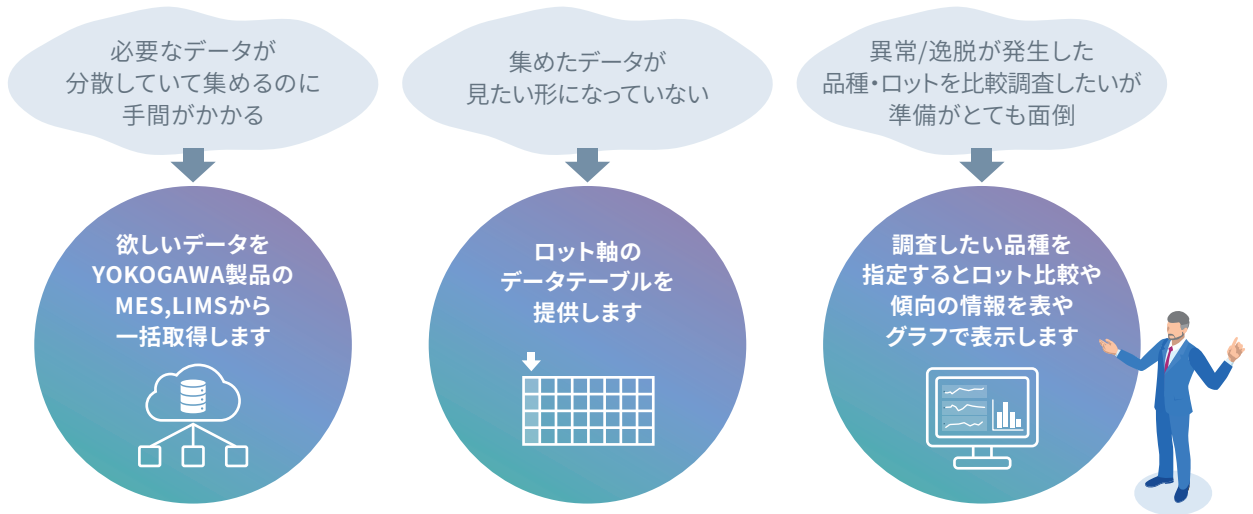 必要なデータが
分散していて集めるのに
手間がかかる
集めたデータが
見たい形になっていない
異常/逸脱が発生した
品種・ロットを比較調査したいが
準備がとても面倒
欲しいデータを
YOKOGAWA製品の
MES,LIMSから
一括取得します
ロット軸の
データテーブルを
提供します
調査したい品種を
指定するとロット比較や
傾向の情報を表や
グラフで表示します